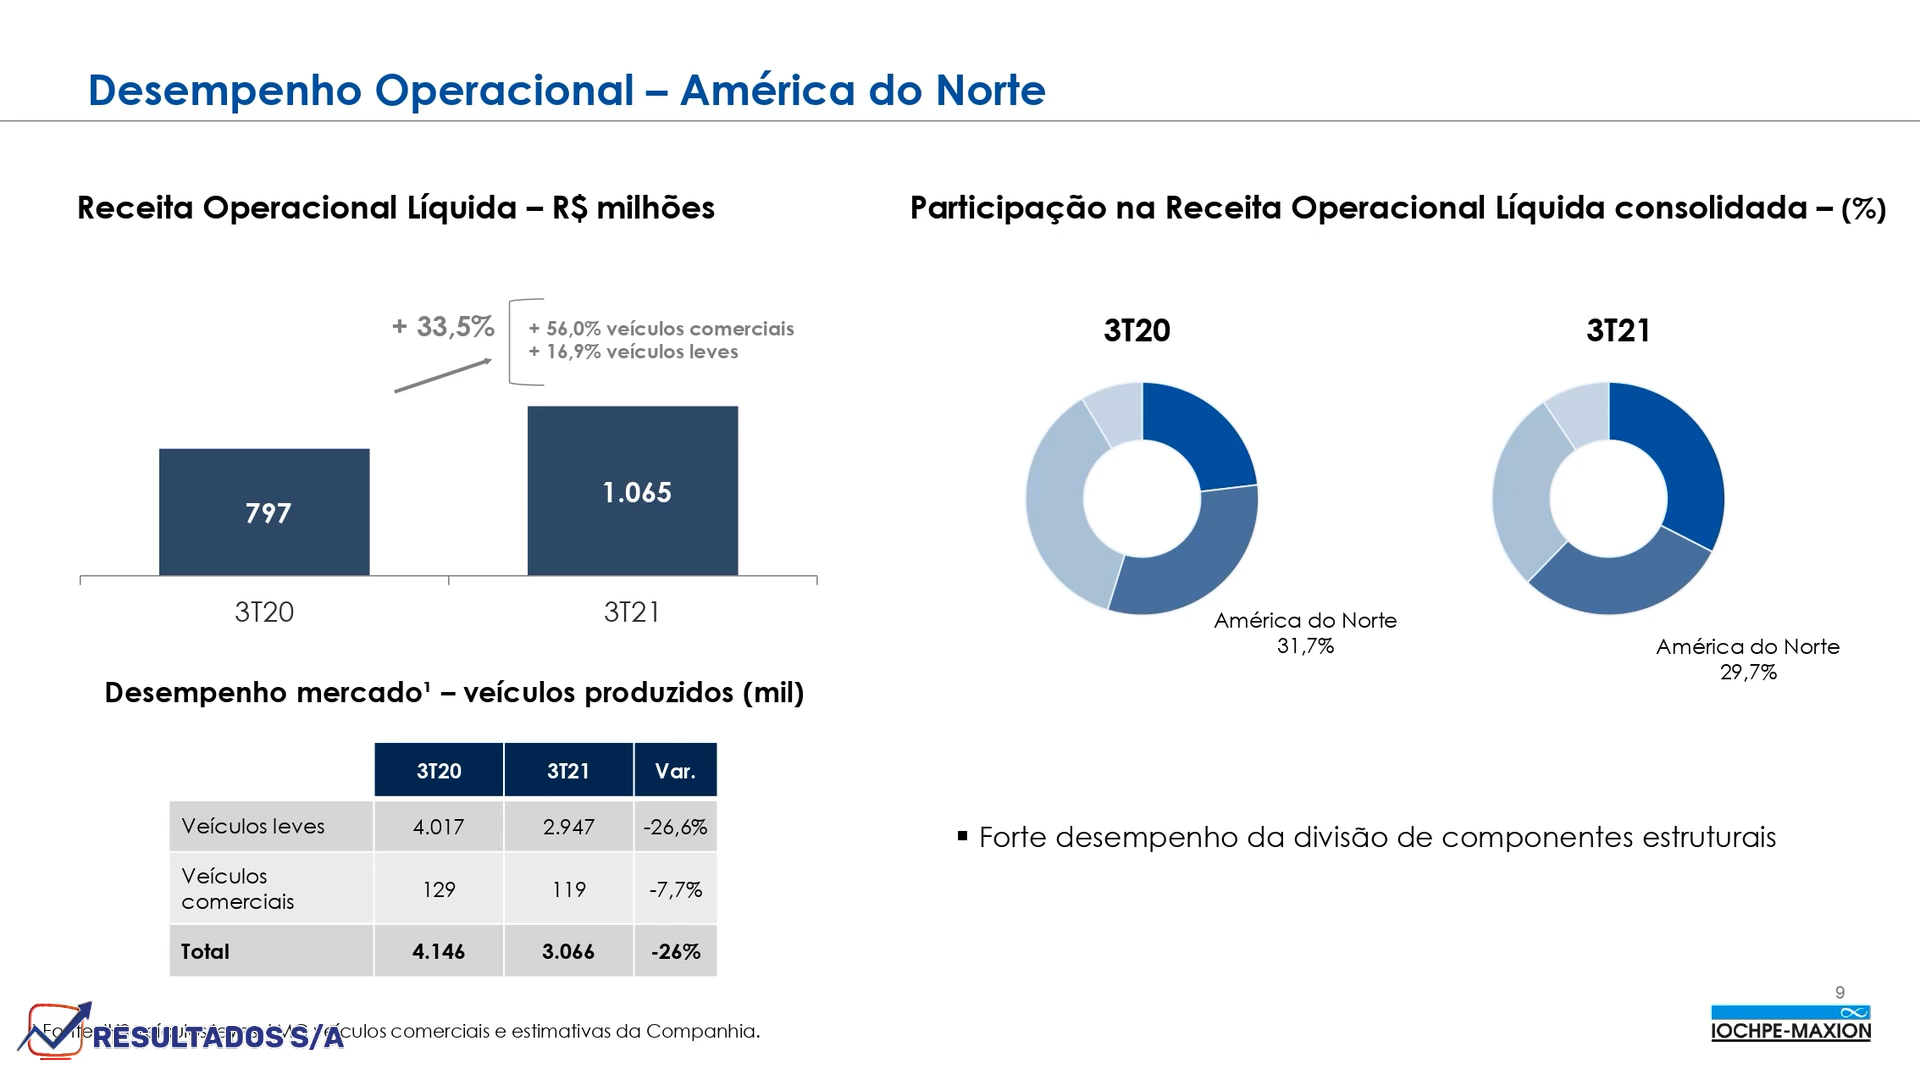 Desempenho Operacional – América do Norte
Receita Operacional Líquida – R$ milhões
+ 33,5%
+ 56,0% veículos comerciais
+ 16,9% veículos leves
797
1.065
3T20
3T21
Desempenho mercado¹ – veículos produzidos (mil)
3T20 3T21 Var.
Veículos leves 4.017 2.947 -26,6%
Veículos
comerciais 129 119 -7,7%
Total 4.146 3.066 -26%
Participação na Receita Operacional Líquida consolidada – (%)
3T20
3T21
América do Norte
31,7%
América do Norte
29,7%
▪ Forte desempenho da divisão de componentes estruturais
veículos comerciais e estimativas da Companhia.
RESULTADOS S/A
9
IOCHPE-MAXION